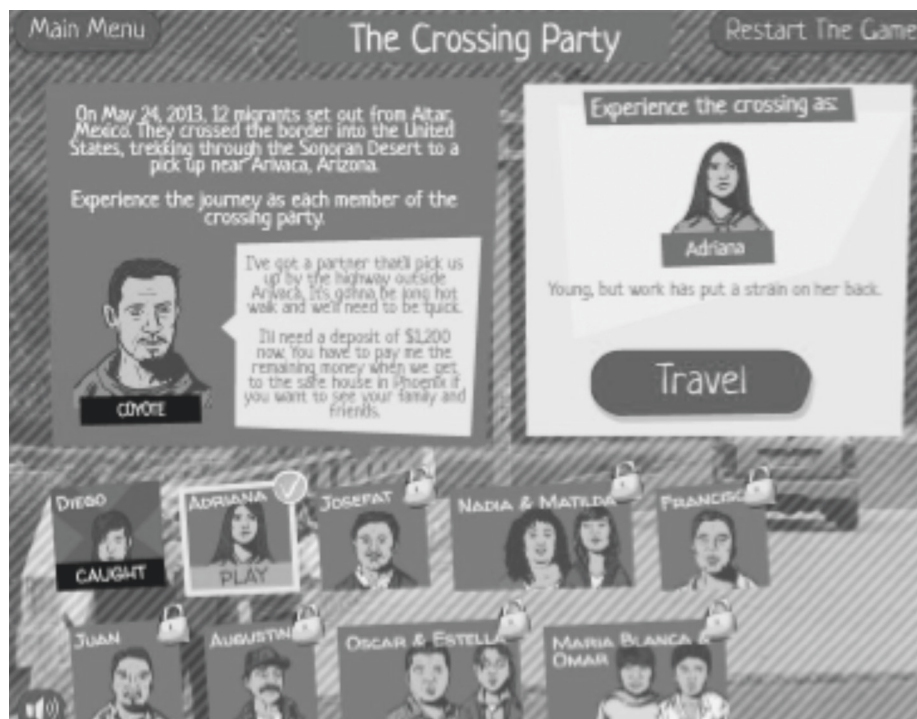 Main Menu
The Crossing Party
Restart The Game
On May 24, 2013, 12 migrants set out from Altar,
Mexico. They crossed the border into the United
States, trekking through the Sonoran Desert to a
pick up near Arivaca, Arizona.
Experience the journey as each member of the
crossing party.
I've got a partner that'll pick us
up by the highway outside
Arivaca. It's gonna be long hot
walk and we'll need to be quick.
I'll need a deposit of $1,200
now. You have to pay me the
remaining money when we get
to the safe house in Phoenix if
you want to see your family and
friends.
COYOTE
Experience the crossing as:
Adriana
Young, but work has put a strain on her back.
Travel
DIEGO
CAUGHT
ADRIANA
PLAY
JOSEFAT
NADIA & MATILDA
FRANCISC
JUAN
AUGUSTIN
OSCAR & ESTELLA
MARIA BLANCA &
OMAR